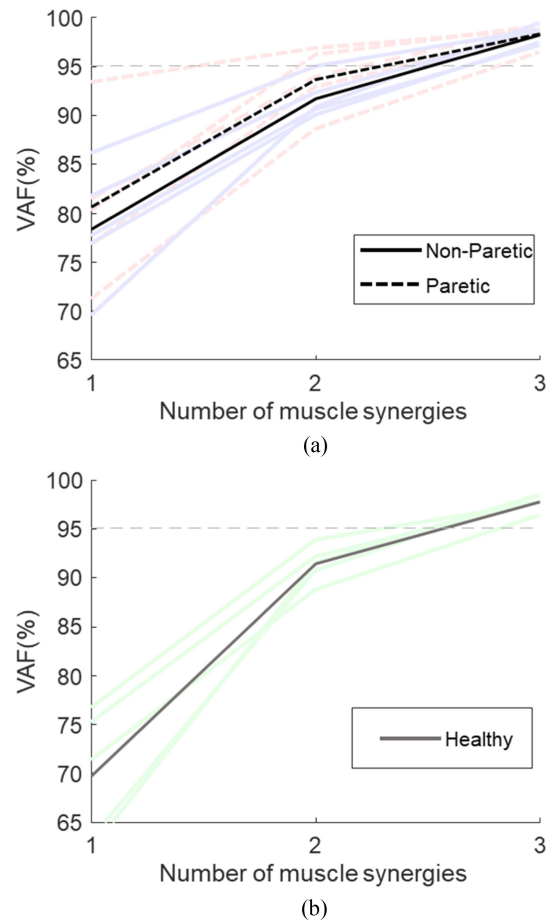 100
95
90
85
80
75
70
65
VAF(%)
Non-Paretic
Paretic
1 2 3
Number of muscle synergies
(a)
100
95
90
85
80
75
70
65
VAF(%)
Healthy
1 2 3
Number of muscle synergies
(b)